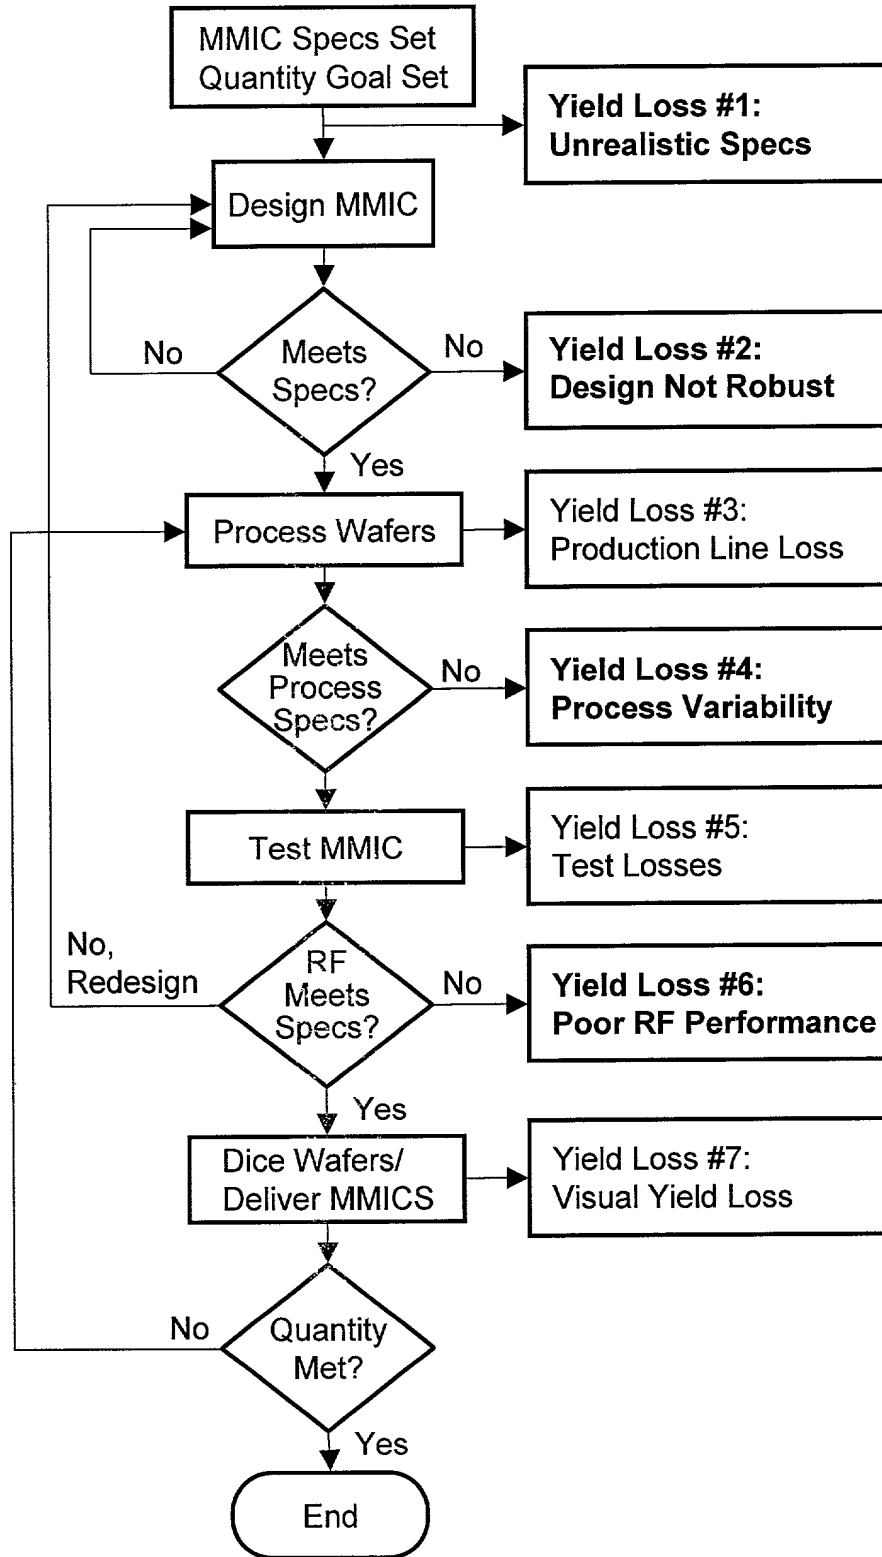 MMIC Specs Set
Quantity Goal Set
Yield Loss #1:
Unrealistic Specs
Design MMIC
No
Meets
Specs?
No
Yield Loss #2:
Design Not Robust
Yes
Process Wafers
Yield Loss #3:
Production Line Loss
Meets
Process
Specs?
No
Yield Loss #4:
Process Variability
Test MMIC
Yield Loss #5:
Test Losses
No,
Redesign
RF
Meets
Specs?
No
Yield Loss #6:
Poor RF Performance
Yes
Dice Wafers/
Deliver MMICS
Yield Loss #7:
Visual Yield Loss
No
Quantity
Met?
Yes
End